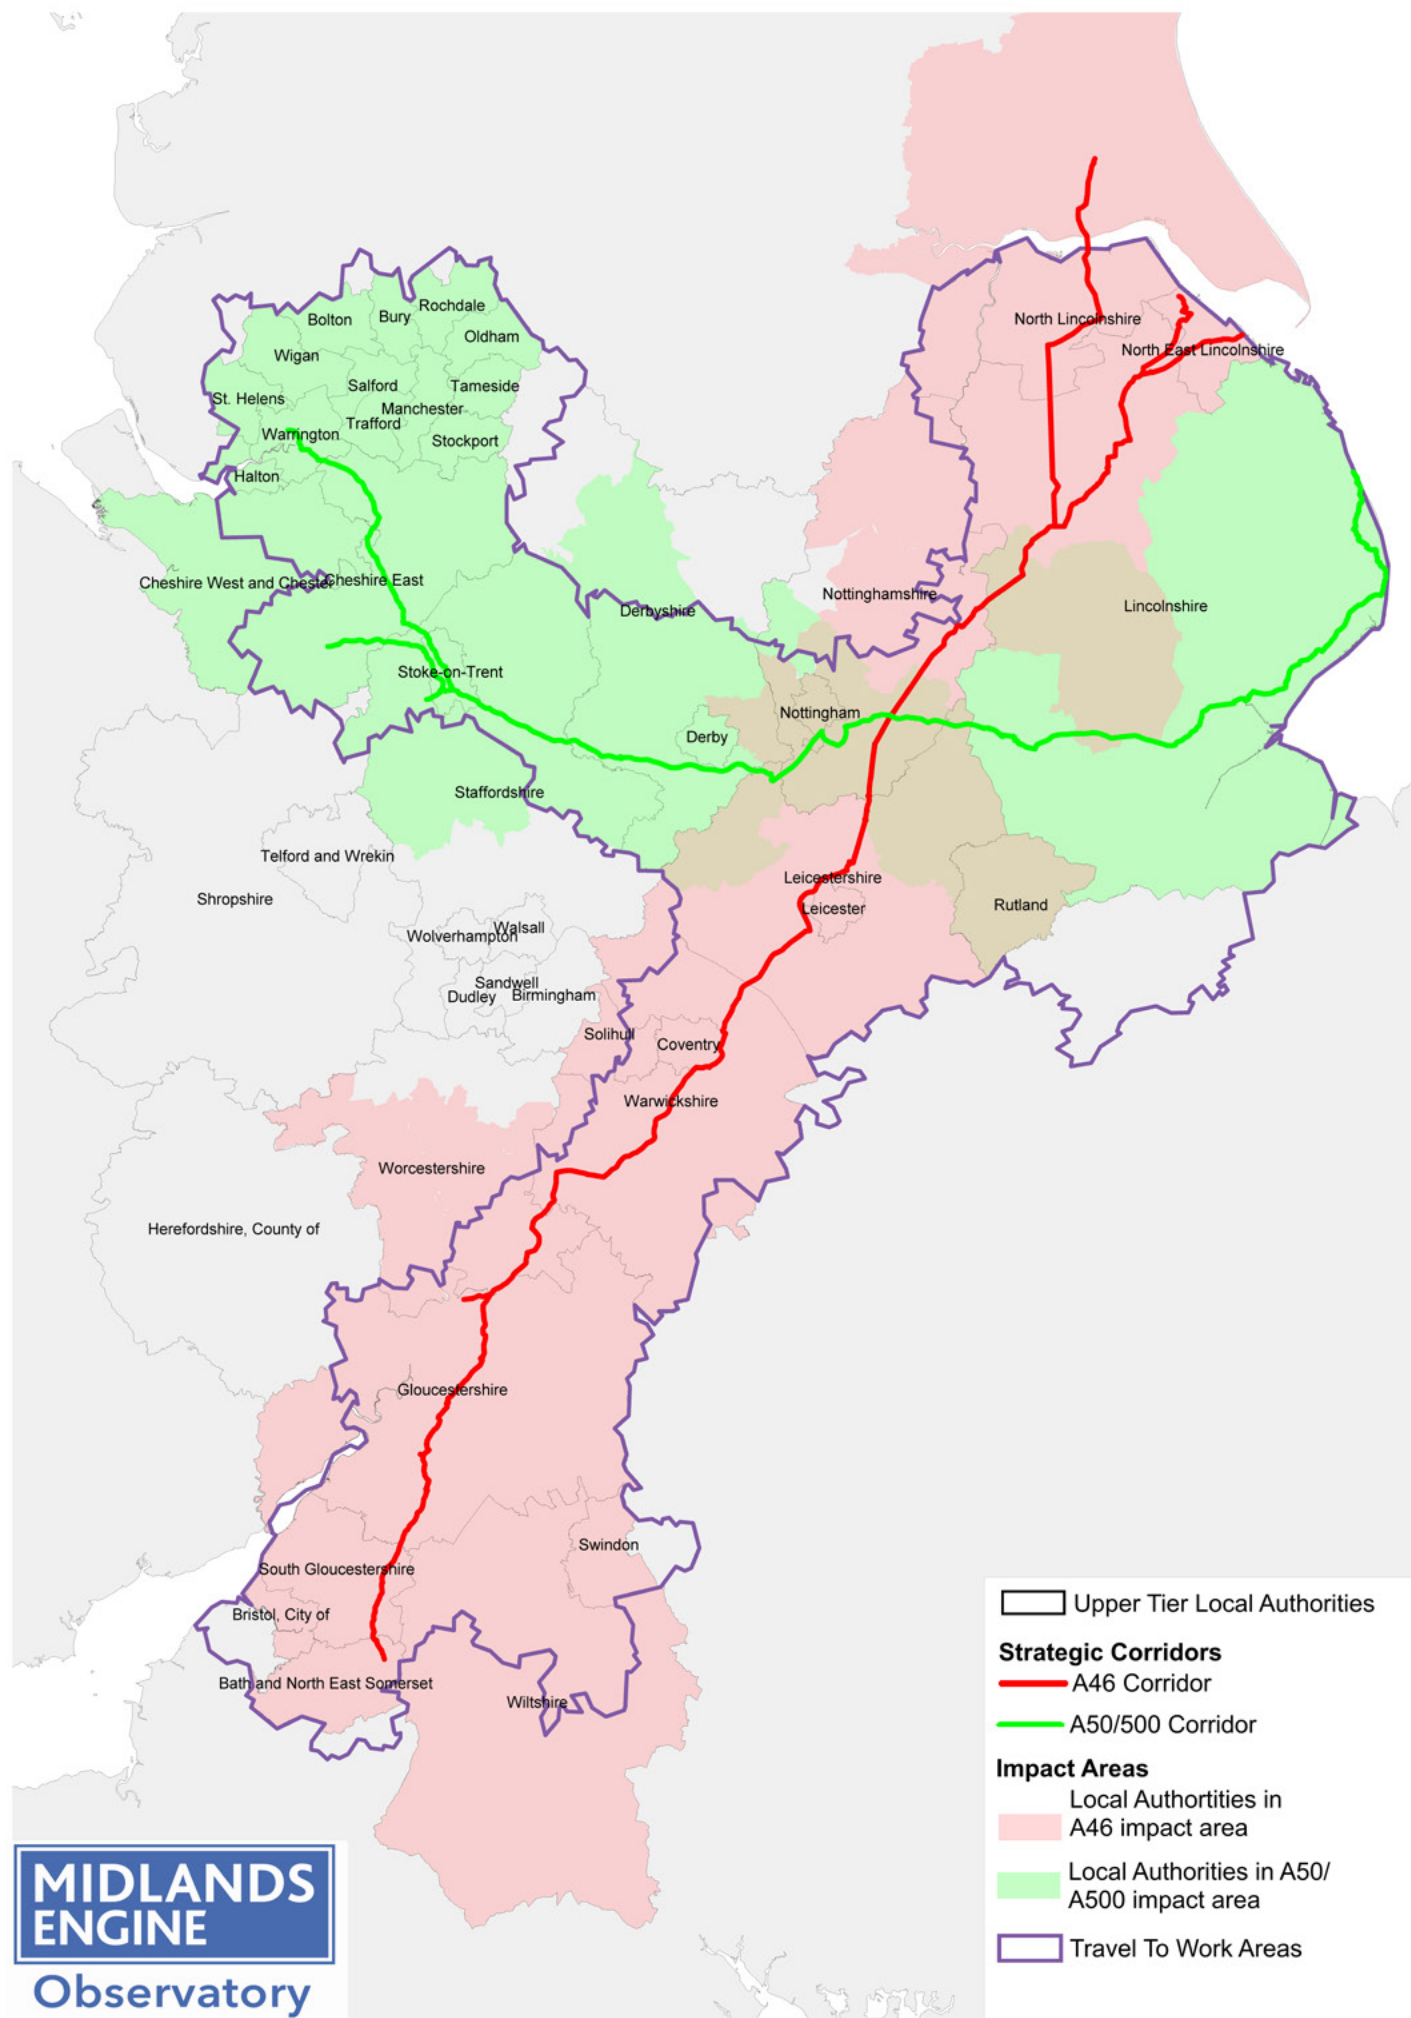 Rochdale
Bury
Bolton
Oldham
Wigan
Salford
Tameside
St. Helens
Manchester
Trafford
Warrington
Stockport
Halton
North Lincolnshire
North East Lincolnshire
Cheshire West and Chester
Cheshire East
Derbyshire
Nottinghamshire
Lincolnshire
Stoke-on-Trent
Nottingham
Derby
Staffordshire
Telford and Wrekin
Leicestershire
Shropshire
Leicester
Rutland
Walsall
Wolverhampton
Sandwell
Dudley
Birmingham
Solihull
Coventry
Warwickshire
Worcestershire
Herefordshire, County of
Gloucestershire
Swindon
South Gloucestershire
Bristol, City of
Bath and North East Somerset
Wiltshire
Upper Tier Local Authorities
Strategic Corridors
A46 Corridor
A50/500 Corridor
Impact Areas
Local Authortities in
A46 impact area
Local Authorities in A50/
A500 impact area
Travel To Work Areas
MIDLANDS
ENGINE
Observatory